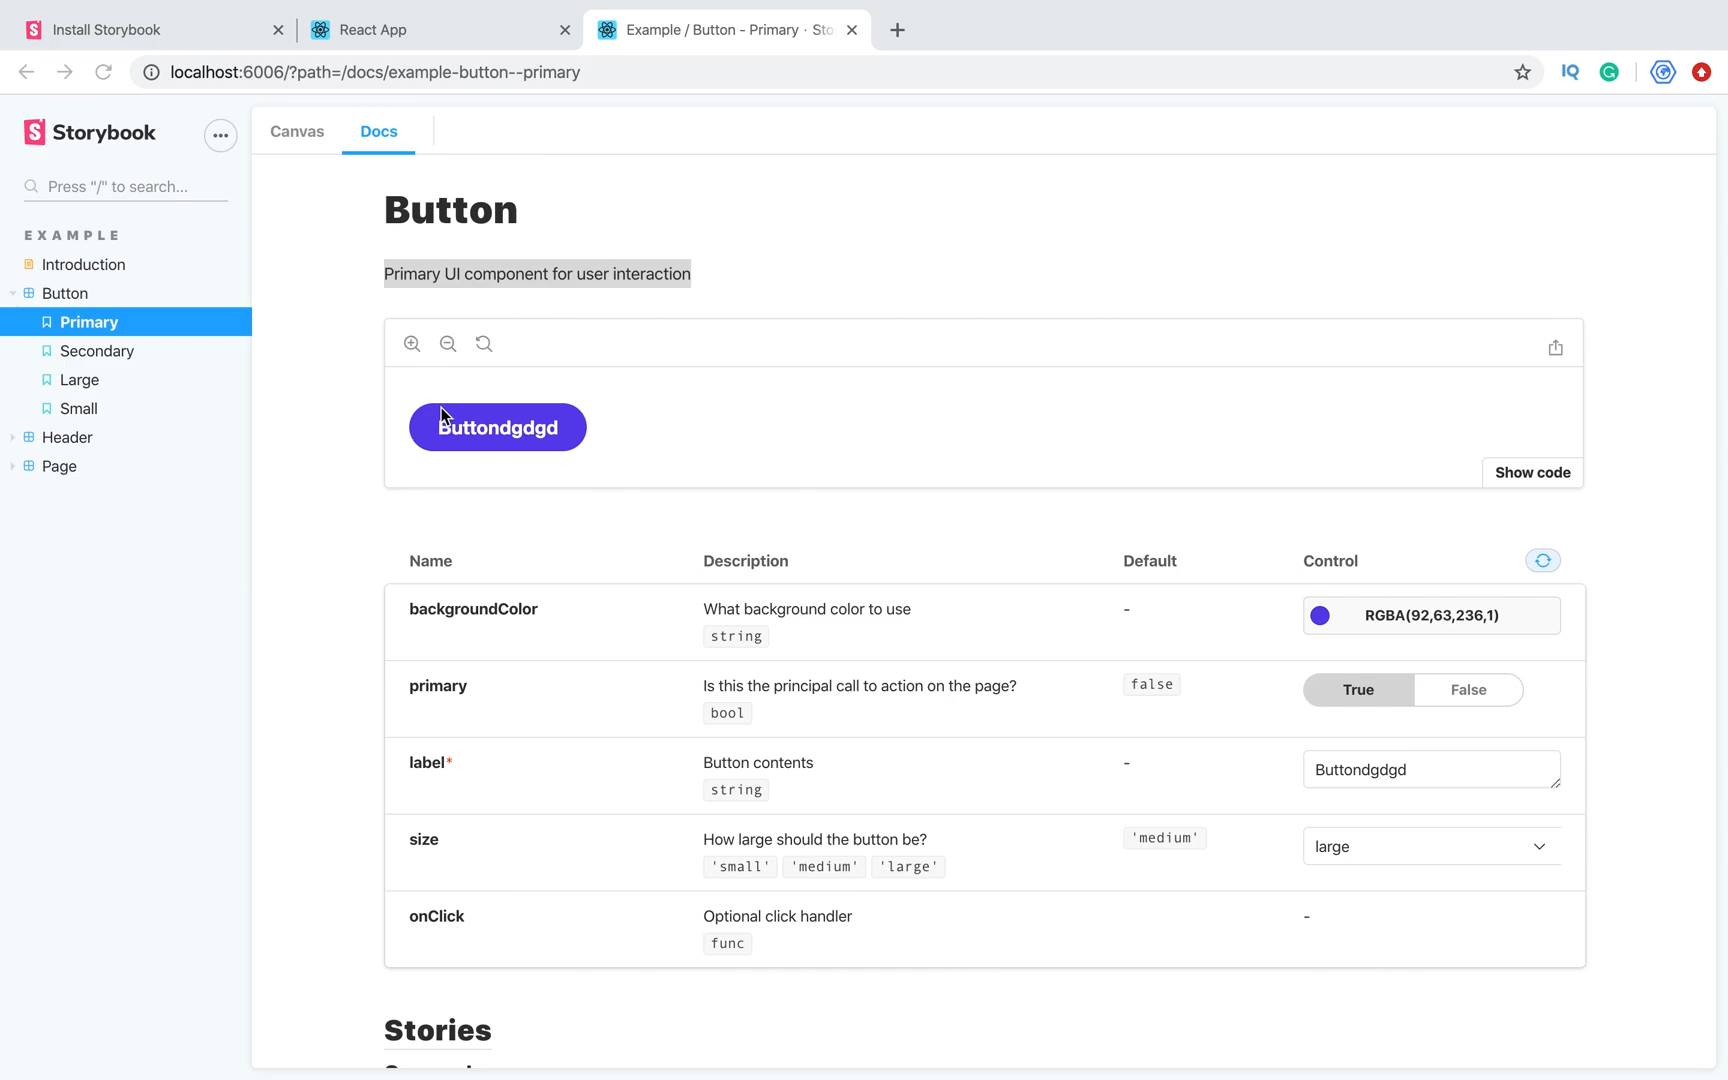 Install Storybook
React App
Example / Button - Primary · Sto
localhost:6006/?path=/docs/example-button--primary
IQ
Storybook
Press "/" to search...
EXAMPLE
Introduction
Button
Primary
Secondary
Large
Small
Header
Page
Canvas Docs
Button
Primary UI component for user interaction
Buttondgdgd
Show code
Name Description Default Control
backgroundColor What background color to use - RGBA(92,63,236,1)
string
primary Is this the principal call to action on the page? false True False
bool
label* Button contents - Buttondgdgd
string
size How large should the button be? 'medium' large
'small' 'medium' 'large'
onClick Optional click handler -
func
Stories